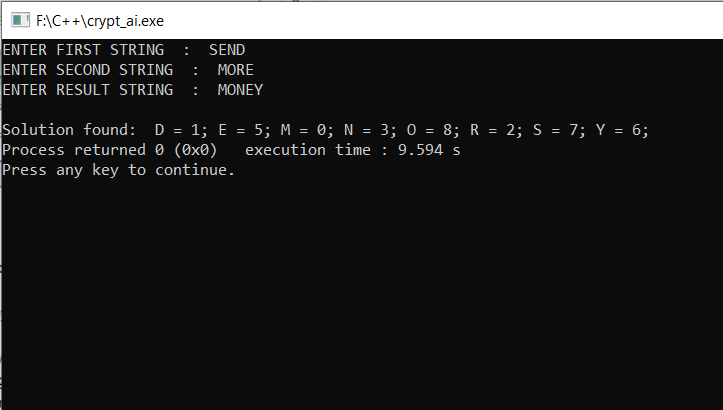 F:\C++\crypt_ai.exe
ENTER FIRST STRING  :  SEND
ENTER SECOND STRING  :  MORE
ENTER RESULT STRING  :  MONEY
Solution found:  D = 1; E = 5; M = 0; N = 3; O = 8; R = 2; S = 7; Y = 6;
Process returned 0 (0x0)   execution time : 9.594 s
Press any key to continue.